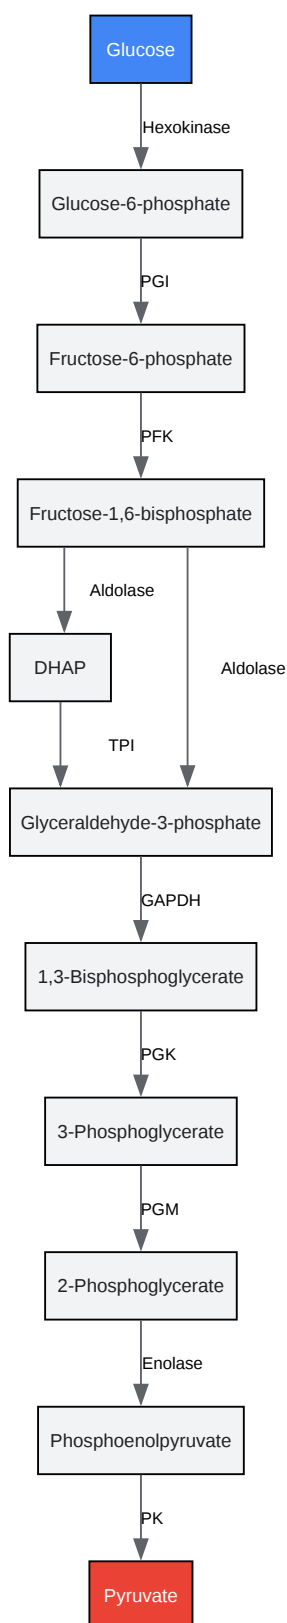 Glucose
Hexokinase
Glucose-6-phosphate
PGI
Fructose-6-phosphate
PFK
Fructose-1,6-bisphosphate
Aldolase
DHAP
Aldolase
TPI
Glyceraldehyde-3-phosphate
GAPDH
1,3-Bisphosphoglycerate
PGK
3-Phosphoglycerate
PGM
2-Phosphoglycerate
Enolase
Phosphoenolpyruvate
PK
Pyruvate